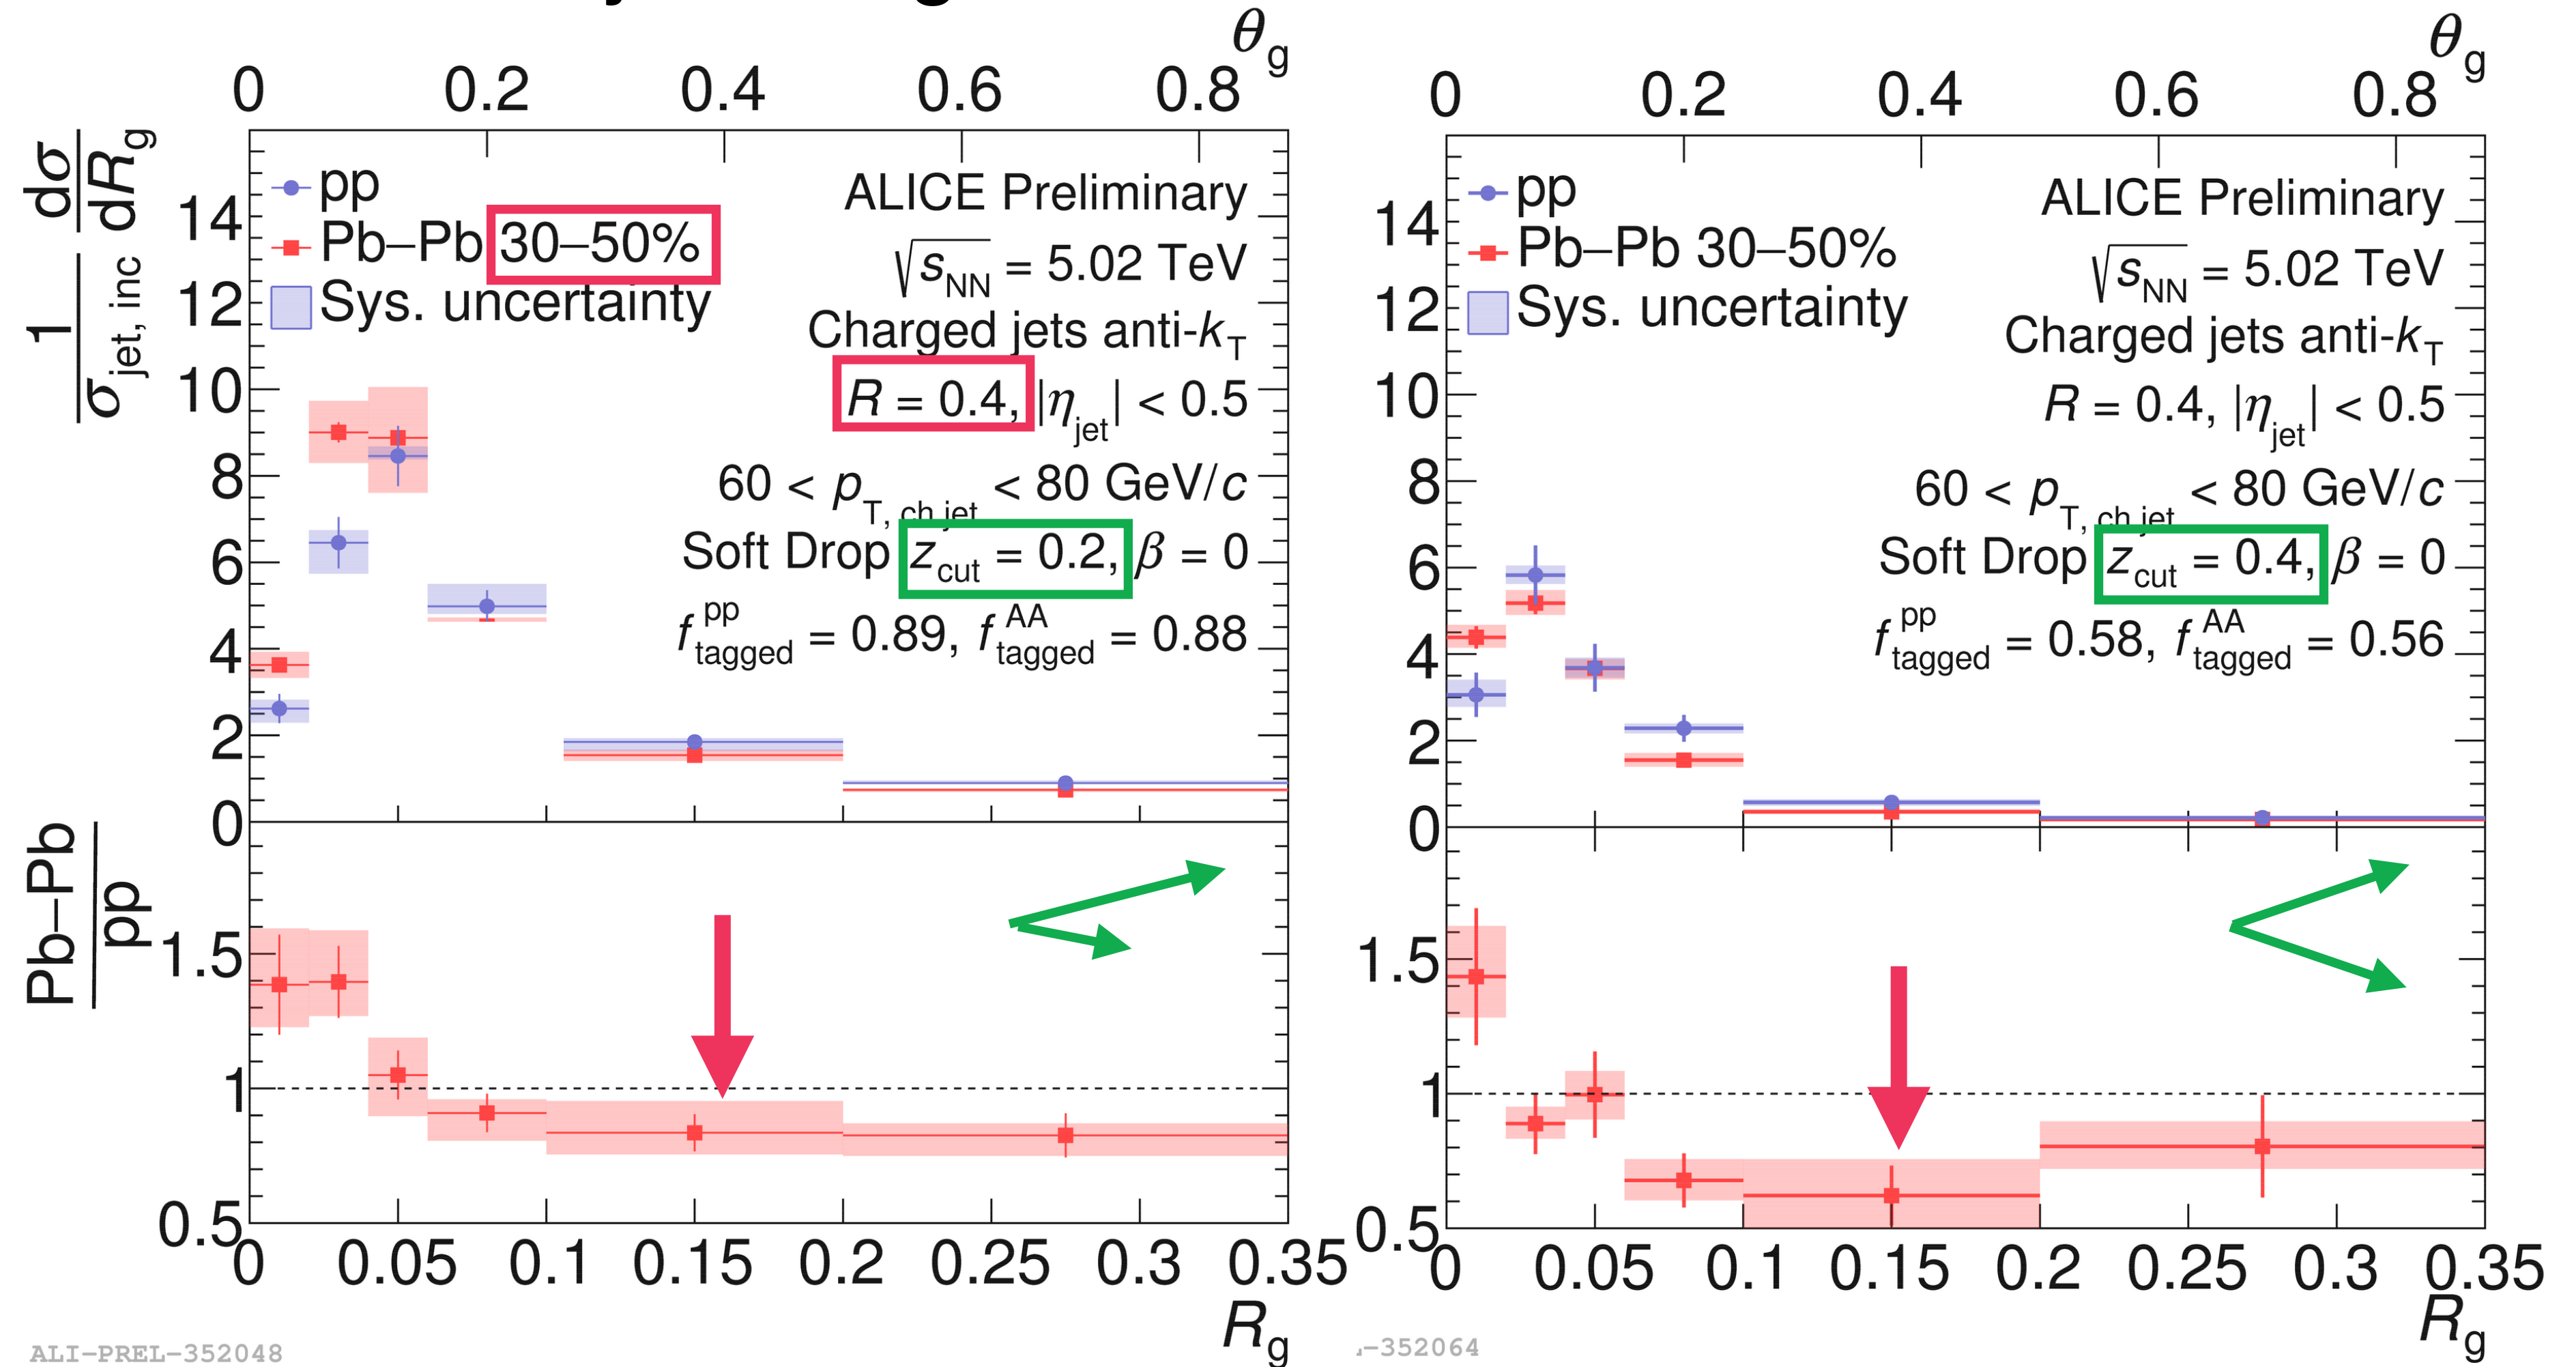 θg
0 0.2 0.4 0.6 0.8
1/σjet, inc dσ/dRg
pp
Pb–Pb 30–50%
Sys. uncertainty
ALICE Preliminary
√sNN = 5.02 TeV
Charged jets anti-kT
R = 0.4, |ηjet| < 0.5
60 < pT, ch jet < 80 GeV/c
Soft Drop zcut = 0.2, β = 0
f pp tagged = 0.89, f AA tagged = 0.88
14
12
10
8
6
4
2
0
Pb–Pb/pp
1.5
1
0.5
0 0.05 0.1 0.15 0.2 0.25 0.3 0.35
Rg
ALI-PREL-352048
θg
0 0.2 0.4 0.6 0.8
pp
Pb–Pb 30–50%
Sys. uncertainty
ALICE Preliminary
√sNN = 5.02 TeV
Charged jets anti-kT
R = 0.4, |ηjet| < 0.5
60 < pT, ch jet < 80 GeV/c
Soft Drop zcut = 0.4, β = 0
f pp tagged = 0.58, f AA tagged = 0.56
14
12
10
8
6
4
2
0
1.5
1
0.5
0 0.05 0.1 0.15 0.2 0.25 0.3 0.35
Rg
-352064